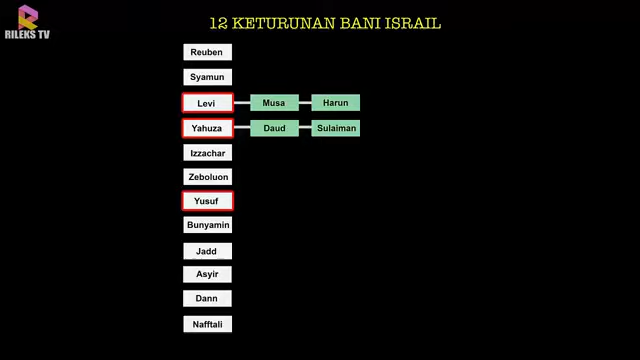 12 KETURUNAN BANI ISRAIL
RILEKS TV
Reuben
Syamun
Levi Musa Harun
Yahuza Daud Sulaiman
Izzachar
Zeboluon
Yusuf
Bunyamin
Jadd
Asyir
Dann
Nafftali